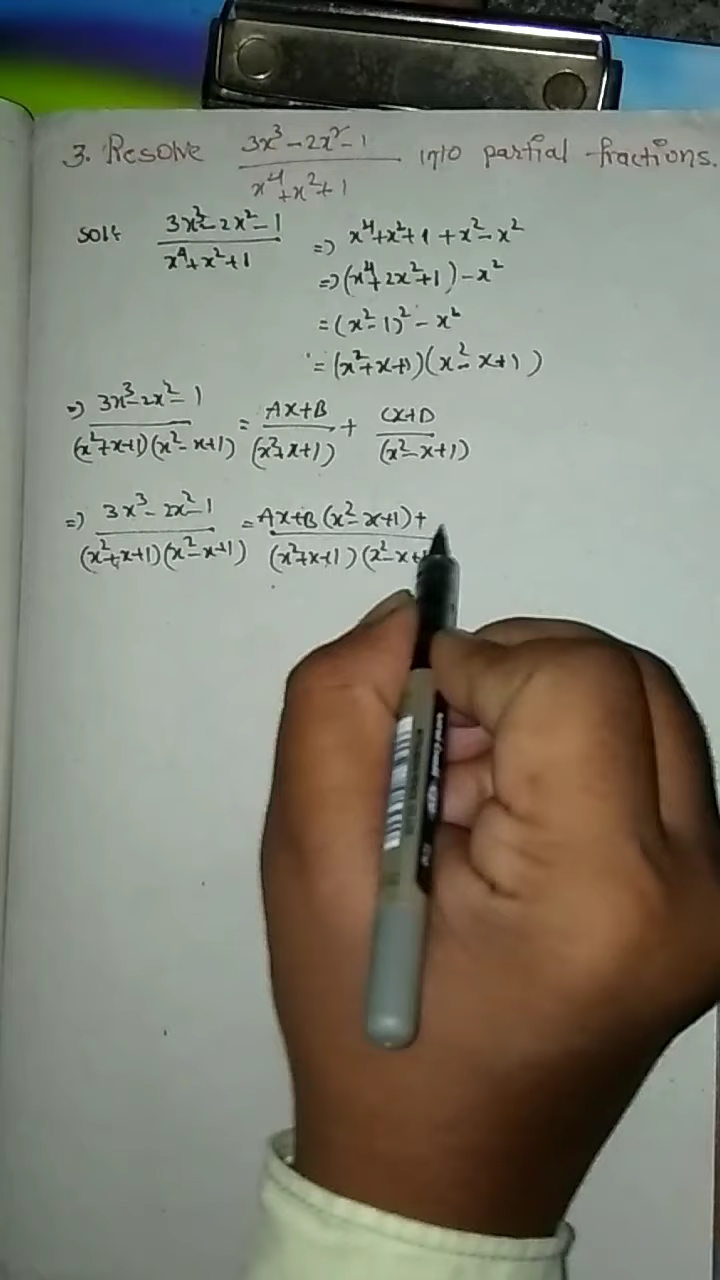 3. Resolve (3x³-2x²-1)/(x⁴+x²+1) into partial fractions.
Sol: (3x³-2x²-1)/(x⁴+x²+1) => x⁴+x²+1+x²-x²
=> (x⁴+2x²+1)-x²
=(x²-1)²-x²
=(x²+x+1)(x²-x+1)
=> (3x³-2x²-1)/((x²+x+1)(x²-x+1)) = (Ax+B)/(x²+x+1) + (Cx+D)/(x²-x+1)
=> (3x³-2x²-1)/((x²+x+1)(x²-x+1)) = Ax+B(x²-x+1)+ / (x²+x+1)(x²-x+